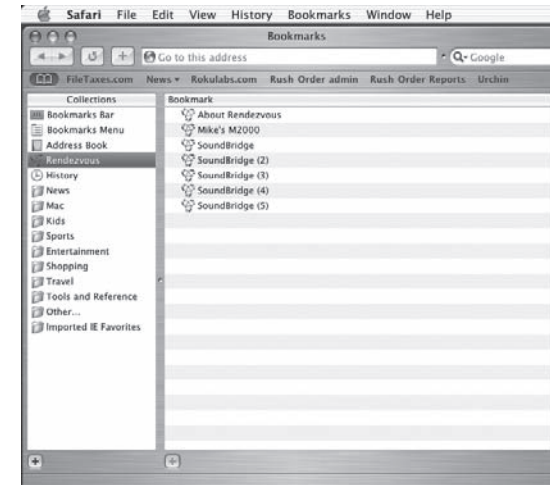 Safari File Edit View History Bookmarks Window Help
Bookmarks
Go to this address
Google
FileTaxes.com News Rokulabs.com Rush Order admin Rush Order Reports Urchin
Collections
Bookmarks Bar
Bookmarks Menu
Address Book
Rendezvous
History
News
Mac
Kids
Sports
Entertainment
Shopping
Travel
Tools and Reference
Other...
Imported IE Favorites
Bookmark
About Rendezvous
Mike's M2000
SoundBridge
SoundBridge (2)
SoundBridge (3)
SoundBridge (4)
SoundBridge (5)